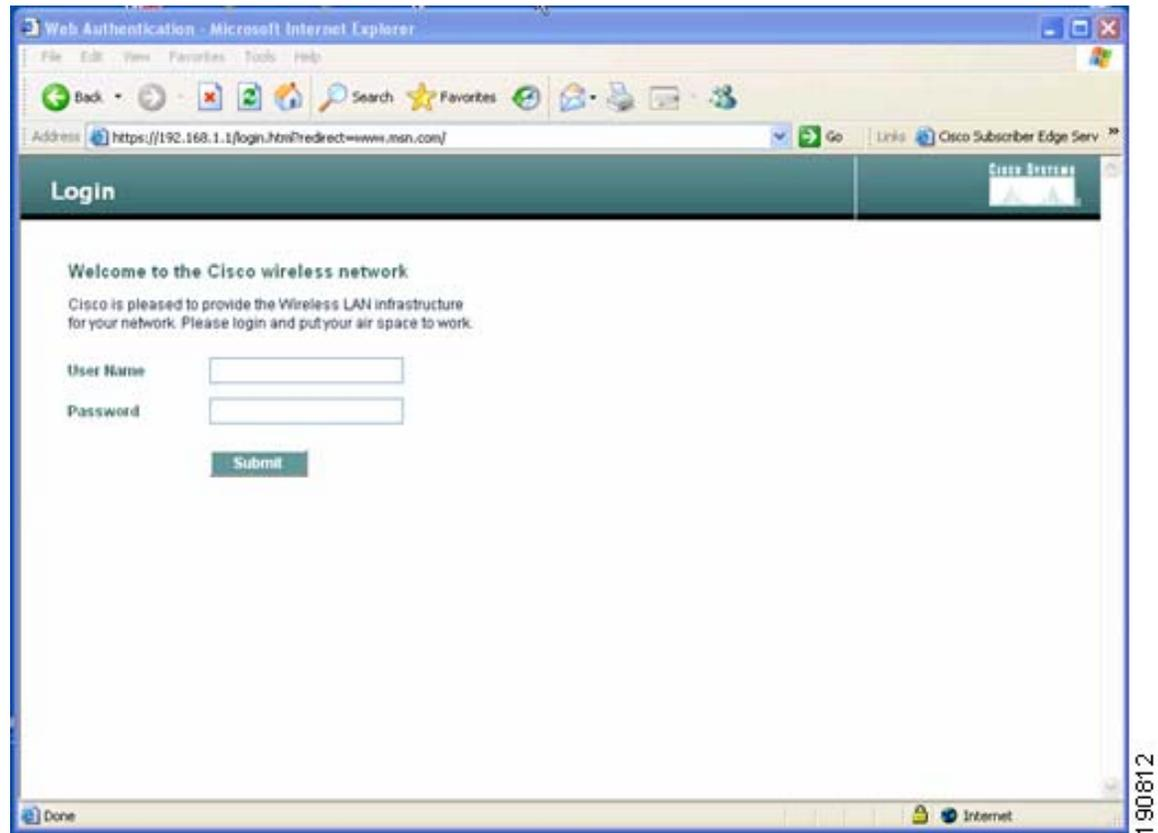 Web Authentication - Microsoft Internet Explorer
File Edit View Favorites Tools Help
Back Search Favorites
Address https://192.168.1.1/login.html?redirect=www.msn.com/ Go Links Cisco Subscriber Edge Serv »
Login
CISCO SYSTEMS
Welcome to the Cisco wireless network
Cisco is pleased to provide the Wireless LAN infrastructure
for your network. Please login and put your air space to work.
User Name
Password
Submit
Done Internet
190812